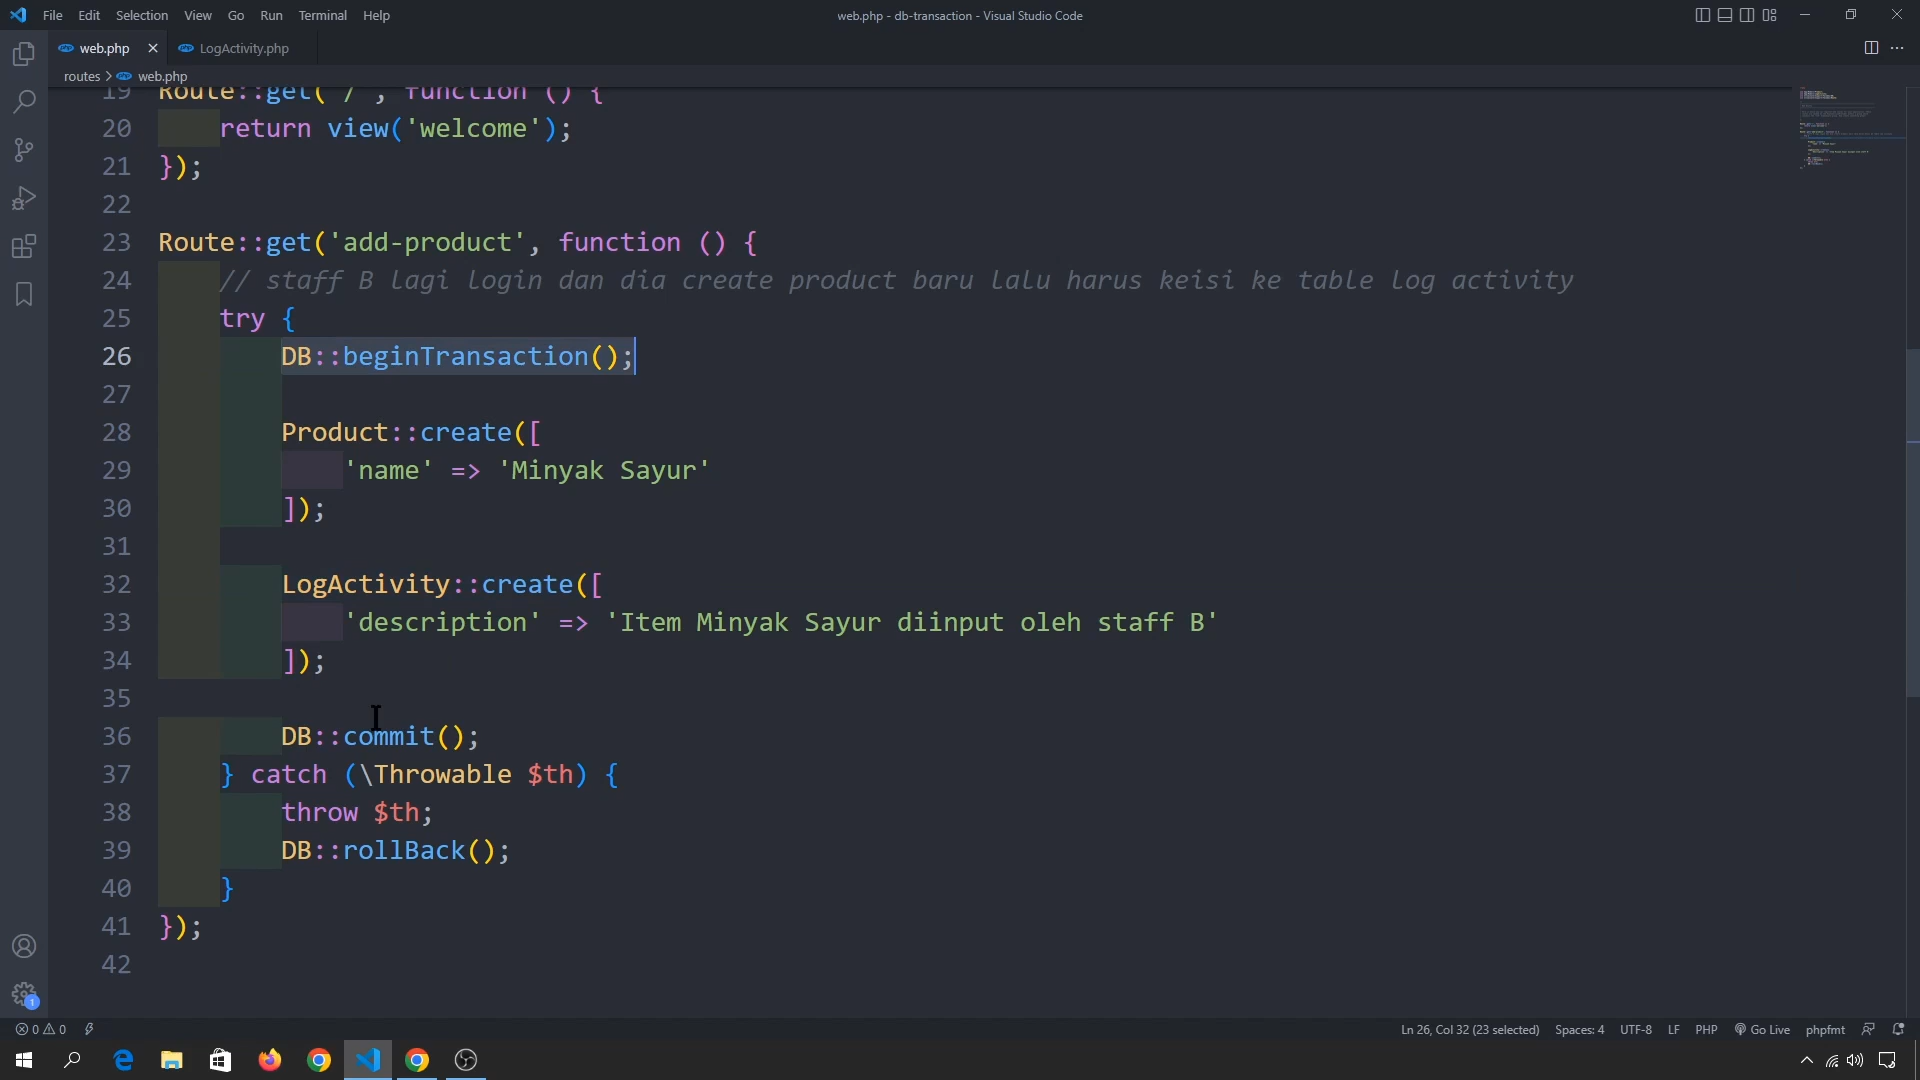 File Edit Selection View Go Run Terminal Help
web.php - db-transaction - Visual Studio Code
web.php LogActivity.php
routes > web.php
19 Route::get('/', function () {
20 return view('welcome');
21 });
22
23 Route::get('add-product', function () {
24 // staff B lagi login dan dia create product baru lalu harus keisi ke table log activity
25 try {
26 DB::beginTransaction();
27
28 Product::create([
29 'name' => 'Minyak Sayur'
30 ]);
31
32 LogActivity::create([
33 'description' => 'Item Minyak Sayur diinput oleh staff B'
34 ]);
35
36 DB::commit();
37 } catch (\Throwable $th) {
38 throw $th;
39 DB::rollBack();
40 }
41 });
42
1
0 0
Ln 26, Col 32 (23 selected) Spaces: 4 UTF-8 LF PHP Go Live phpfmt